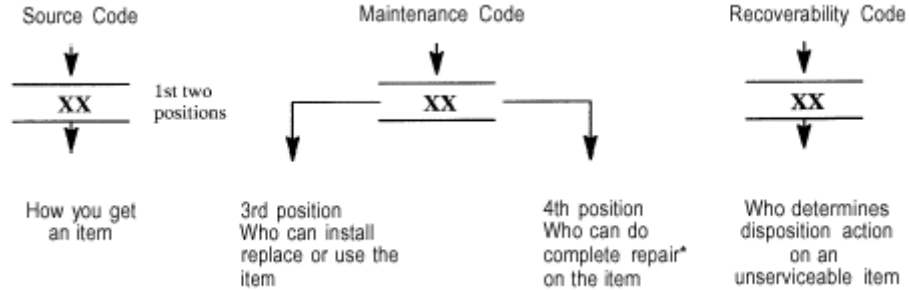 Source Code
XX
1st two
positions
How you get
an item
Maintenance Code
XX
3rd position
Who can install
replace or use the
item
4th position
Who can do
complete repair*
on the item
Recoverability Code
XX
Who determines
disposition action
on an
unserviceable item